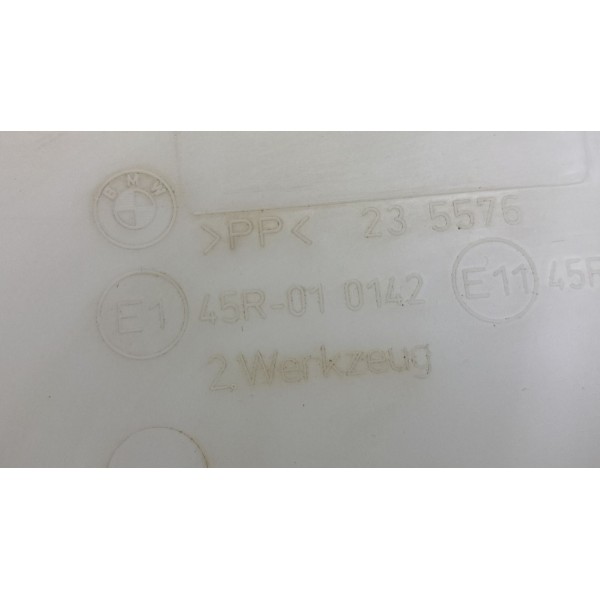 BMW
>PP< 23 5576
E1 45R-01 0142 E11 45R
2 Werkzeug